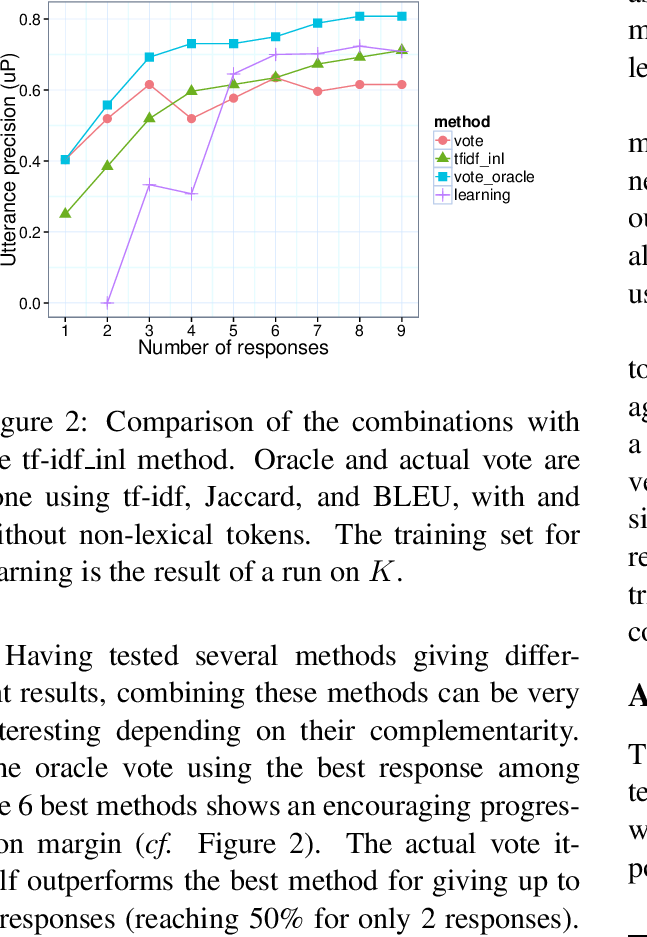 0.8
0.6
0.4
0.2
0.0
Utterance precision (uP)
1 2 3 4 5 6 7 8 9
Number of responses
method
vote
tfidf_inl
vote_oracle
learning
gure 2: Comparison of the combinations with
e tf-idf_inl method. Oracle and actual vote are
one using tf-idf, Jaccard, and BLEU, with and
ithout non-lexical tokens. The training set for
arning is the result of a run on K.
Having tested several methods giving differ-
nt results, combining these methods can be very
teresting depending on their complementarity.
he oracle vote using the best response among
e 6 best methods shows an encouraging progres-
on margin (cf. Figure 2). The actual vote it-
lf outperforms the best method for giving up to
responses (reaching 50% for only 2 responses).
m
le
m
ne
ou
al
us
to
ag
a
ve
si
re
tr
co
A
T
te
w
po